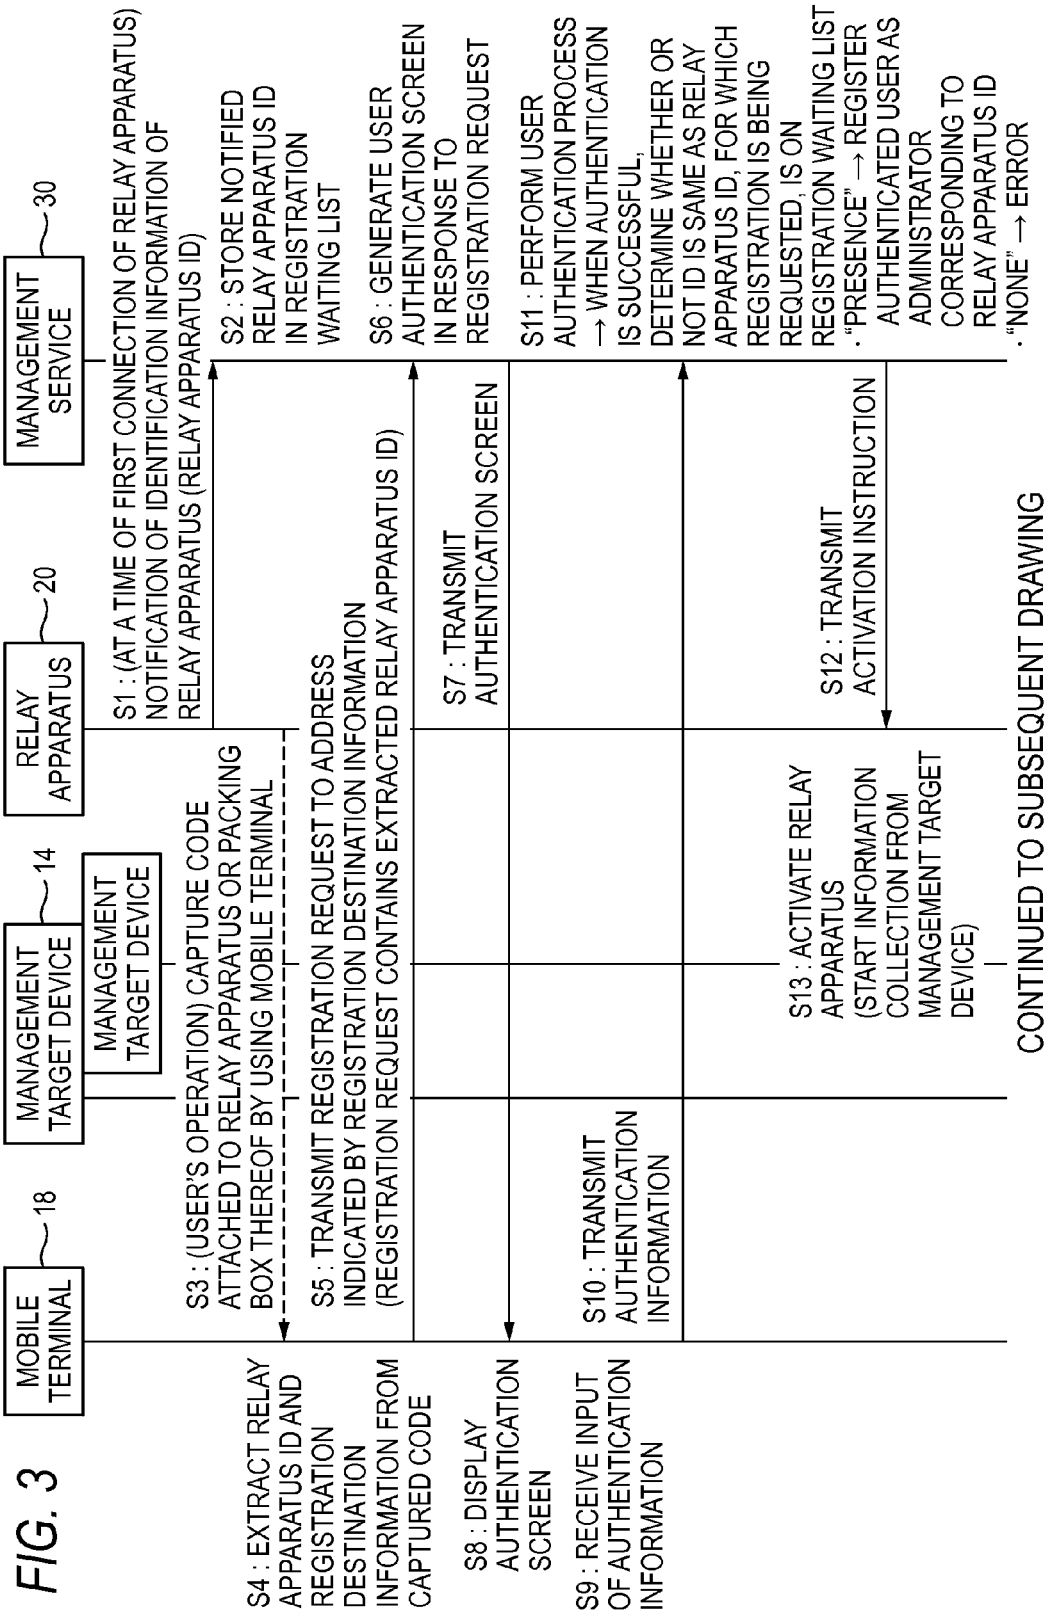 FIG. 3
MOBILE
TERMINAL
18
MANAGEMENT
TARGET DEVICE
14
MANAGEMENT
TARGET DEVICE
RELAY
APPARATUS
20
MANAGEMENT
SERVICE
30
S1 : (AT A TIME OF FIRST CONNECTION OF RELAY APPARATUS)
NOTIFICATION OF IDENTIFICATION INFORMATION OF
RELAY APPARATUS (RELAY APPARATUS ID)
S2 : STORE NOTIFIED
RELAY APPARATUS ID
IN REGISTRATION
WAITING LIST
S3 : (USER'S OPERATION) CAPTURE CODE
ATTACHED TO RELAY APPARATUS OR PACKING
BOX THEREOF BY USING MOBILE TERMINAL
S4 : EXTRACT RELAY
APPARATUS ID AND
REGISTRATION
DESTINATION
INFORMATION FROM
CAPTURED CODE
S5 : TRANSMIT REGISTRATION REQUEST TO ADDRESS
INDICATED BY REGISTRATION DESTINATION INFORMATION
(REGISTRATION REQUEST CONTAINS EXTRACTED RELAY APPARATUS ID)
S6 : GENERATE USER
AUTHENTICATION SCREEN
IN RESPONSE TO
REGISTRATION REQUEST
S7 : TRANSMIT
AUTHENTICATION SCREEN
S8 : DISPLAY
AUTHENTICATION
SCREEN
S9 : RECEIVE INPUT
OF AUTHENTICATION
INFORMATION
S10 : TRANSMIT
AUTHENTICATION
INFORMATION
S11 : PERFORM USER
AUTHENTICATION PROCESS
→ WHEN AUTHENTICATION
IS SUCCESSFUL,
DETERMINE WHETHER OR
NOT ID IS SAME AS RELAY
APPARATUS ID, FOR WHICH
REGISTRATION IS BEING
REQUESTED, IS ON
REGISTRATION WAITING LIST
· "PRESENCE" → REGISTER
AUTHENTICATED USER AS
ADMINISTRATOR
CORRESPONDING TO
RELAY APPARATUS ID
· "NONE" → ERROR
S12 : TRANSMIT
ACTIVATION INSTRUCTION
S13 : ACTIVATE RELAY
APPARATUS
(START INFORMATION
COLLECTION FROM
MANAGEMENT TARGET
DEVICE)
CONTINUED TO SUBSEQUENT DRAWING